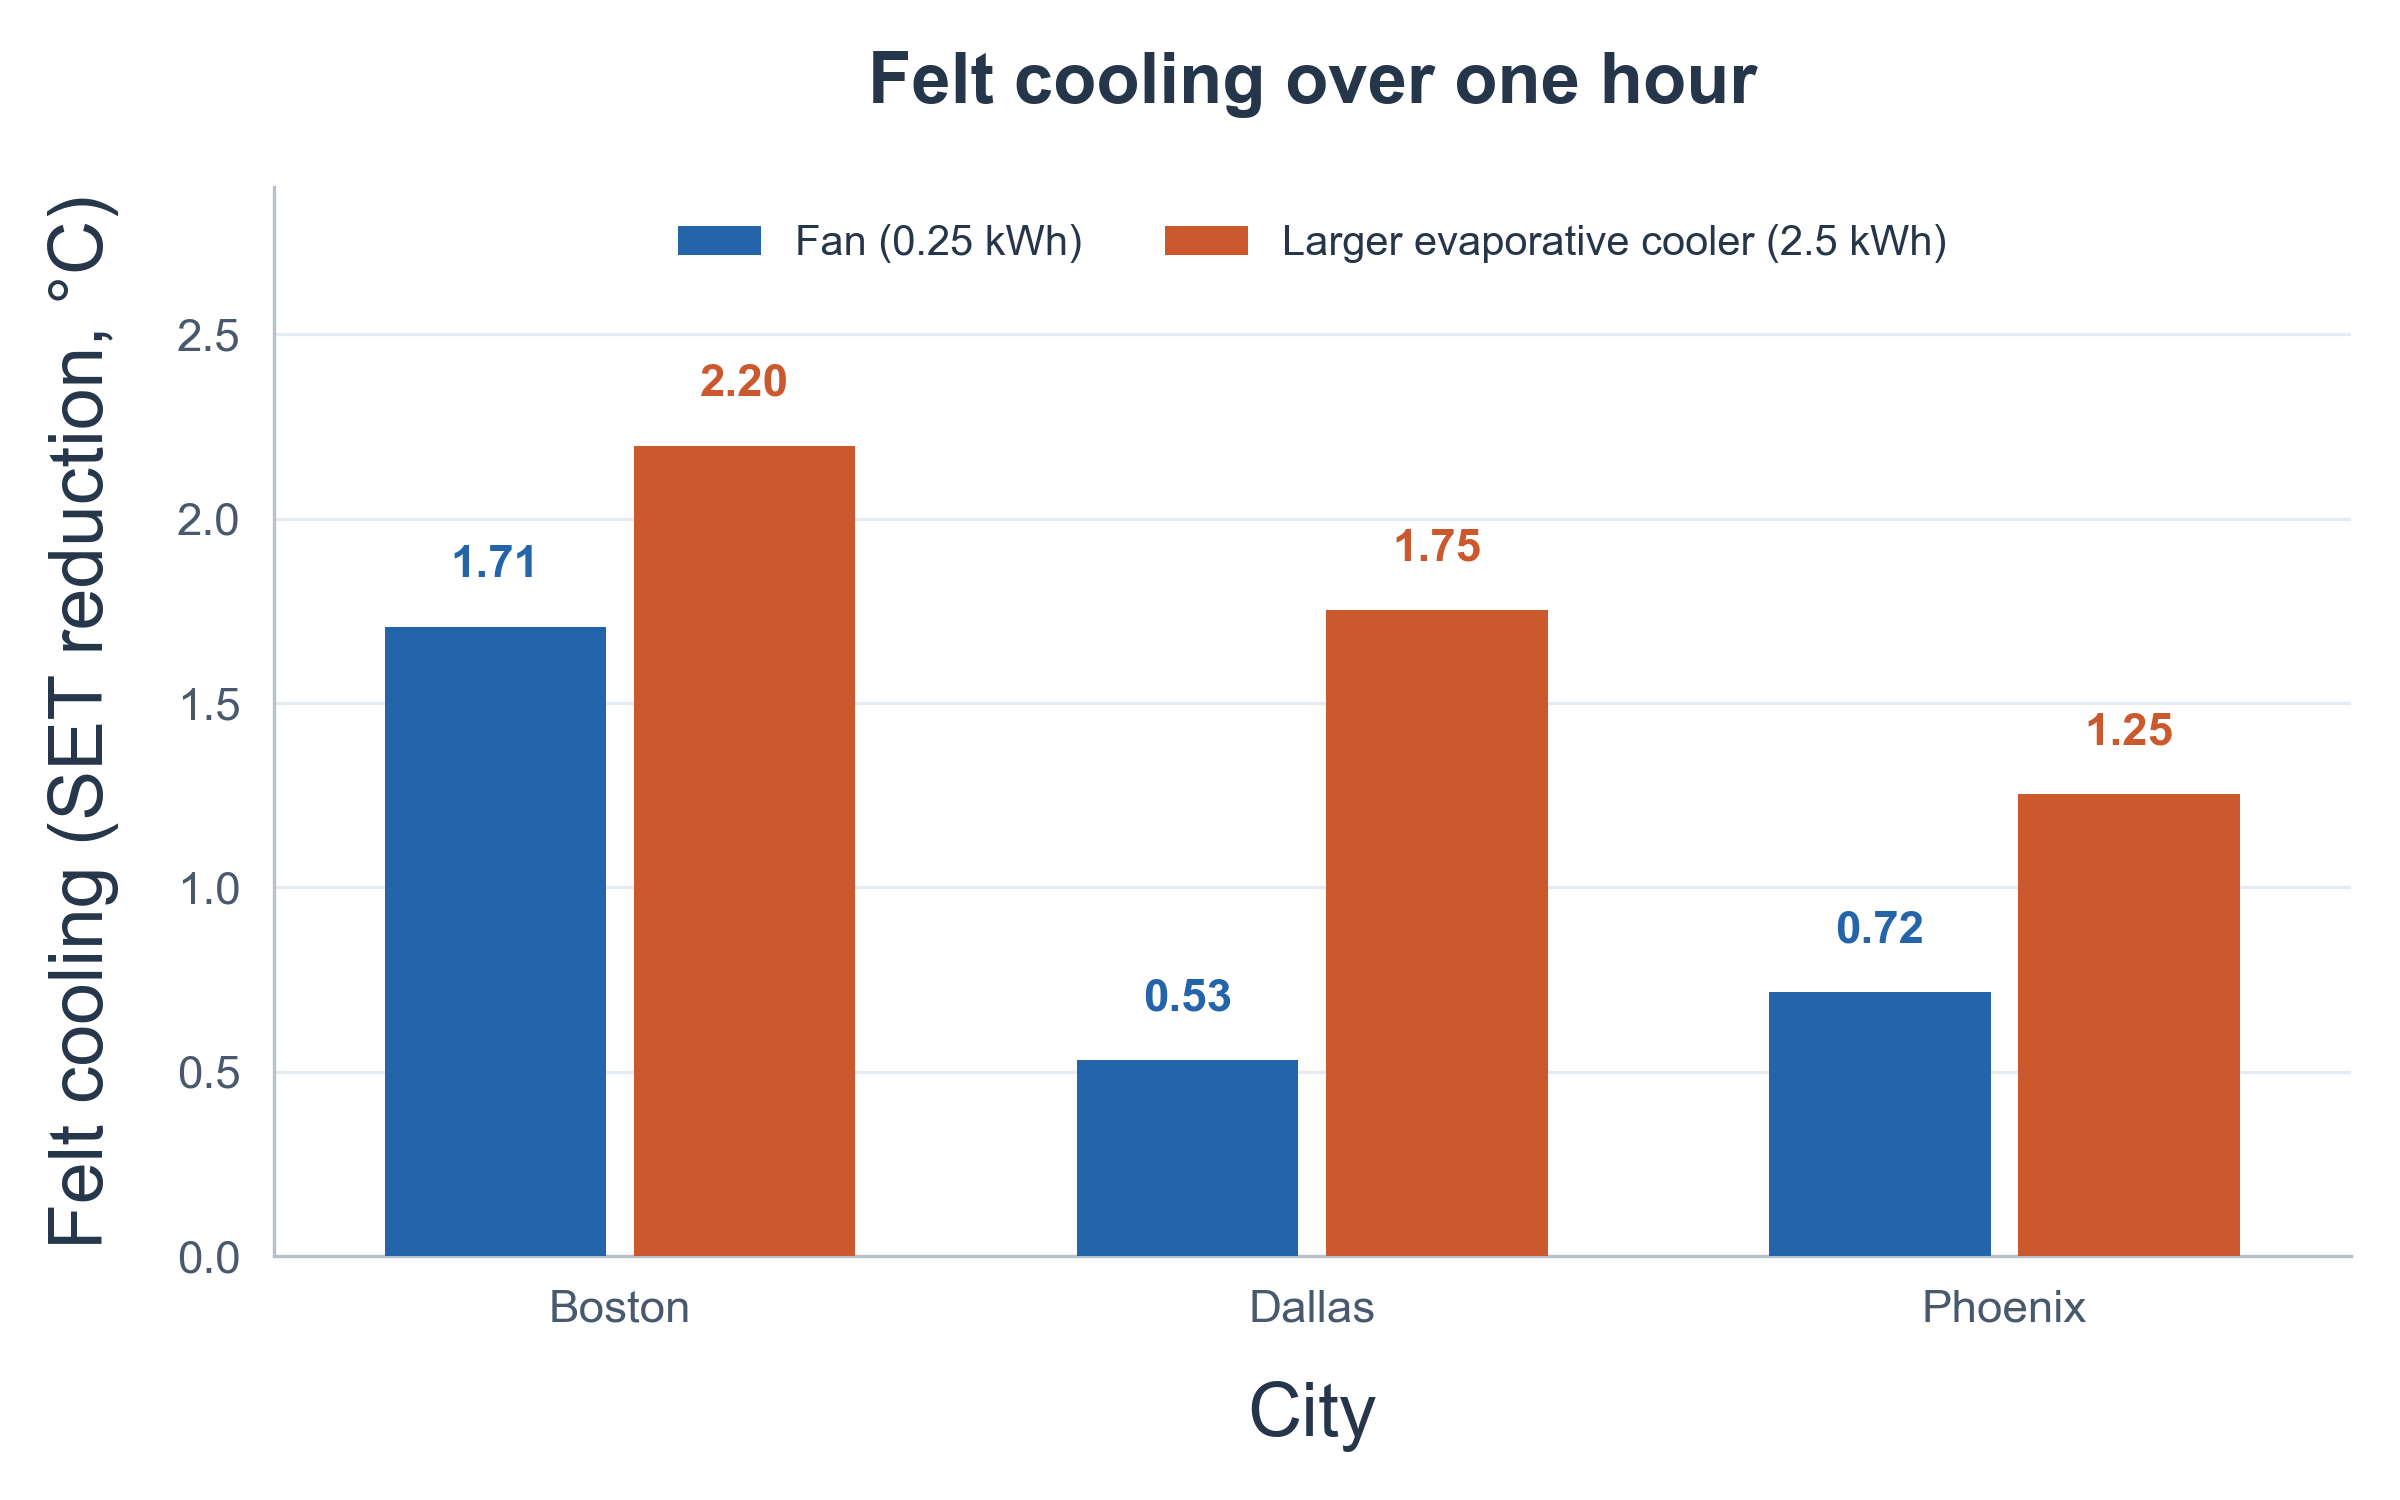 Felt cooling over one hour
Felt cooling (SET reduction, °C)
Fan (0.25 kWh)
Larger evaporative cooler (2.5 kWh)
2.5
2.0
1.5
1.0
0.5
0.0
1.71
2.20
0.53
1.75
0.72
1.25
Boston
Dallas
Phoenix
City